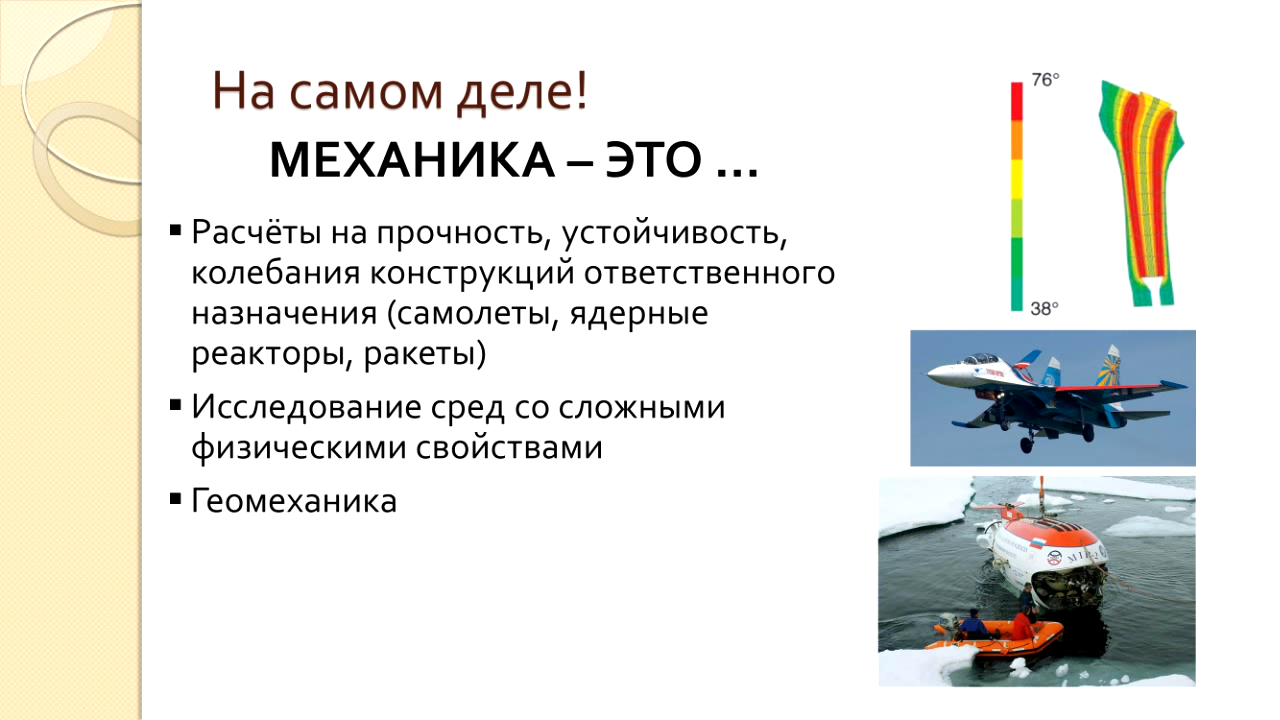 На самом деле!
МЕХАНИКА – ЭТО ...
Расчёты на прочность, устойчивость,
колебания конструкций ответственного
назначения (самолеты, ядерные
реакторы, ракеты)
Исследование сред со сложными
физическими свойствами
Геомеханика
76°
38°